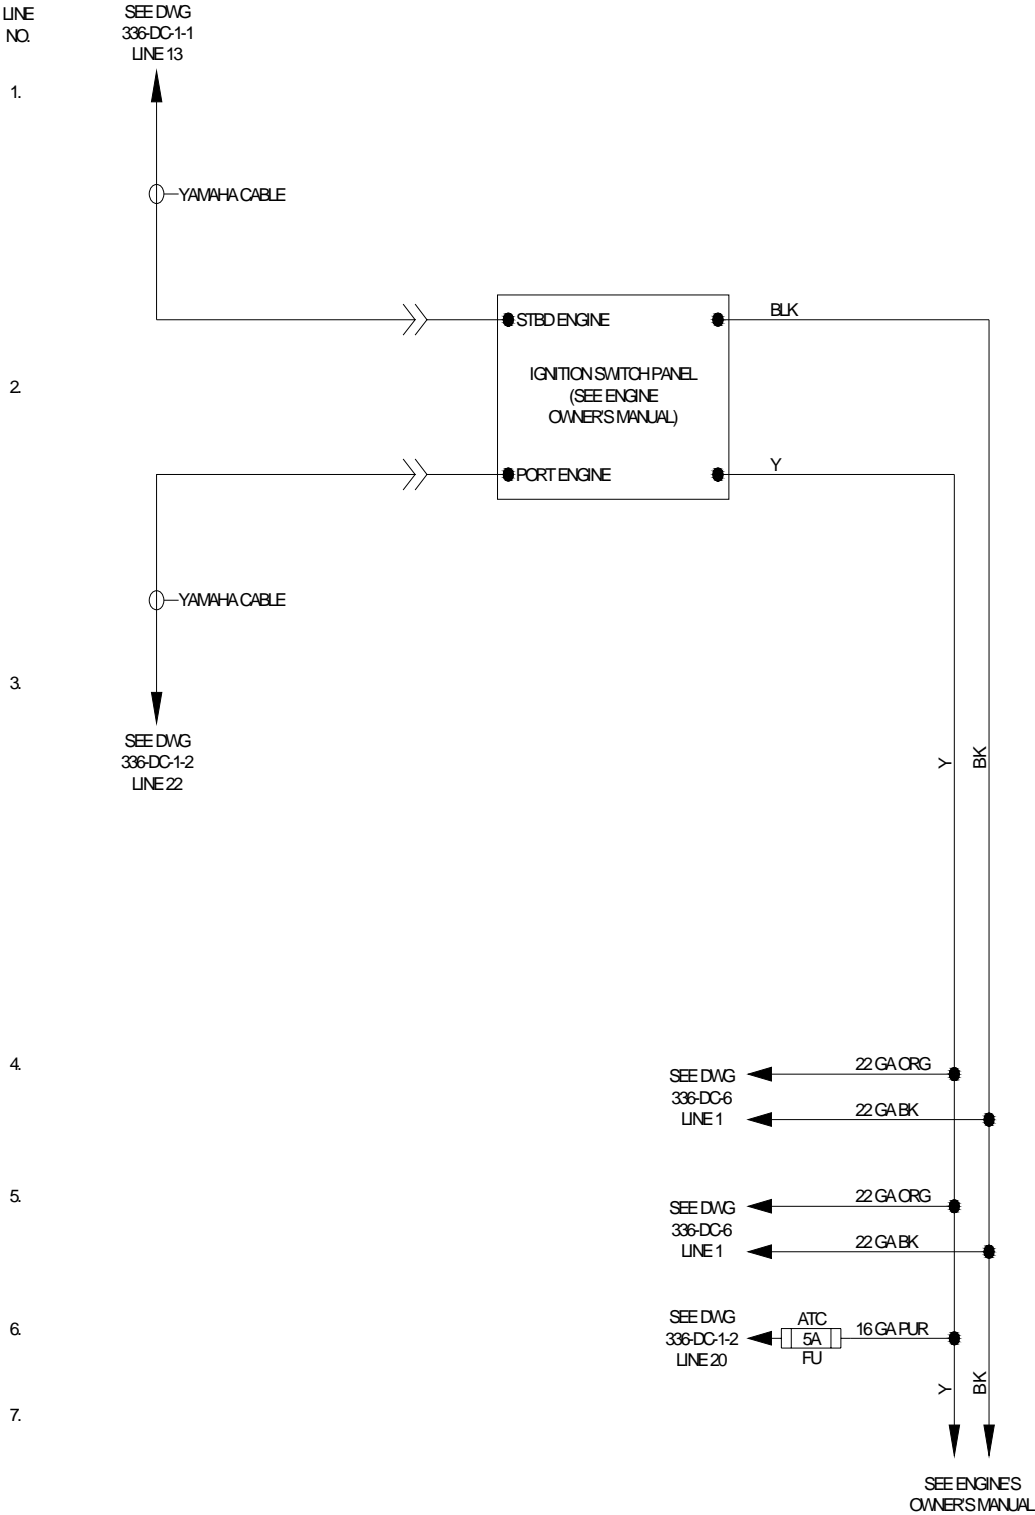 LINE
NO.
SEE DWG
336-DC-1-1
LINE 13
1.
YAMAHA CABLE
STBD ENGINE
BLK
IGNITION SWITCH PANEL
(SEE ENGINE
OWNER'S MANUAL)
2.
PORT ENGINE
Y
YAMAHA CABLE
3.
SEE DWG
336-DC-1-2
LINE 22
Y
BK
4.
SEE DWG
336-DC-6
LINE 1
22 GA ORG
22 GA BK
5.
SEE DWG
336-DC-6
LINE 1
22 GA ORG
22 GA BK
6.
SEE DWG
336-DC-1-2
LINE 20
ATC
5A
FU
16 GA PUR
Y
BK
7.
SEE ENGINE'S
OWNER'S MANUAL